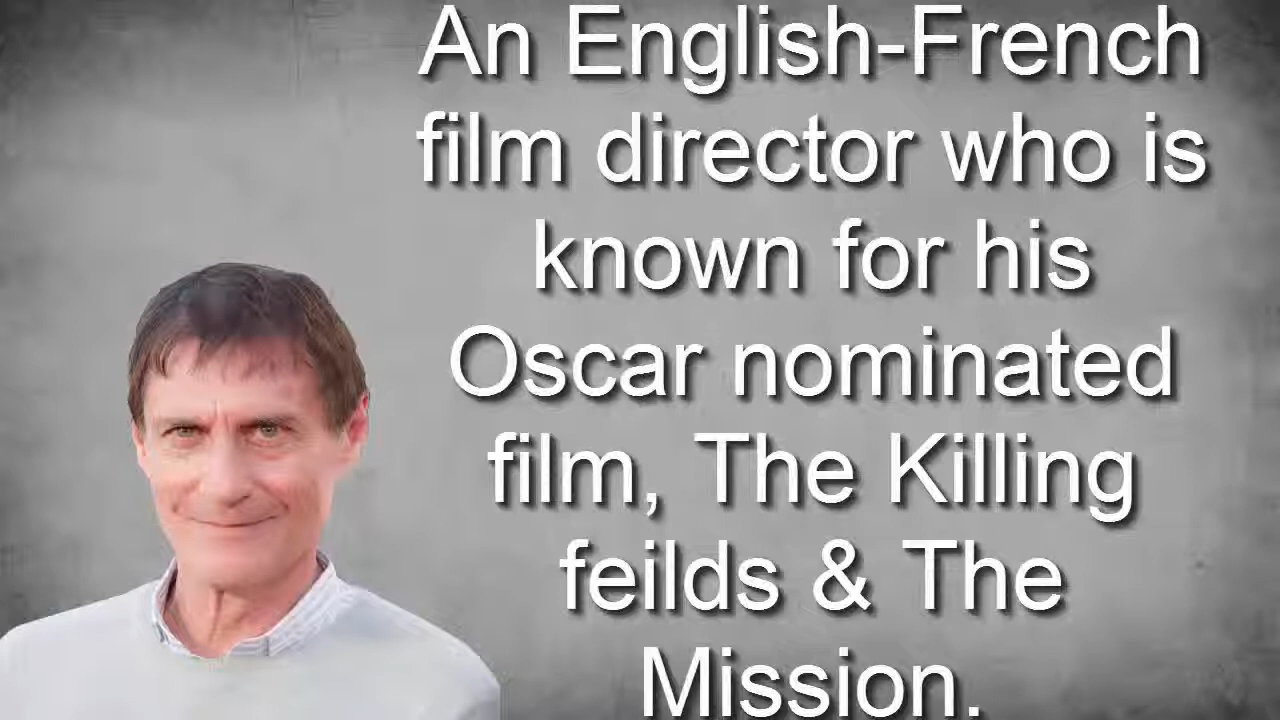 An English-French
film director who is
known for his
Oscar nominated
film, The Killing
feilds & The
Mission.